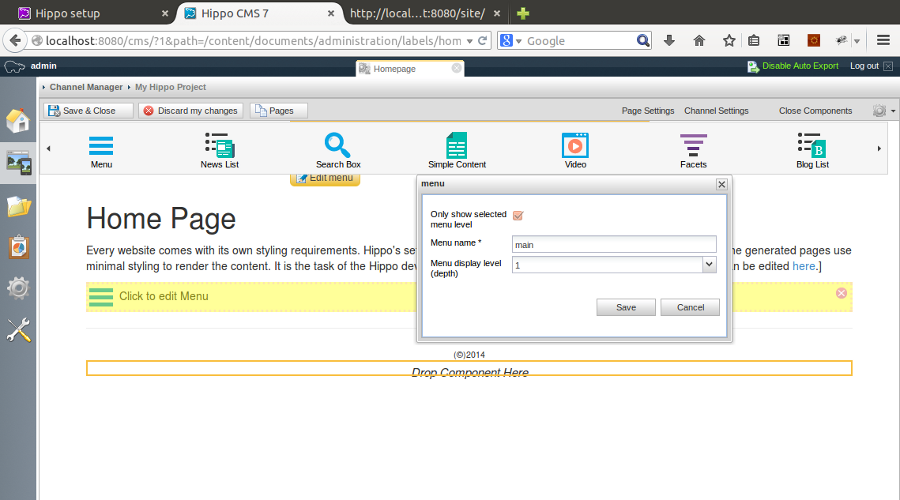 Hippo setup
Hippo CMS 7
http://local...t:8080/site/
localhost:8080/cms/?1&path=/content/documents/administration/labels/hom
Google
admin
Homepage
Disable Auto Export
Log out
Channel Manager
My Hippo Project
Save & Close
Discard my changes
Pages
Page Settings
Channel Settings
Close Components
Menu
News List
Search Box
Simple Content
Video
Facets
Blog List
Edit menu
menu
Only show selected
menu level
Menu name *
main
Menu display level
(depth)
1
Save
Cancel
Home Page
Every website comes with its own styling requirements. Hippo's se
he generated pages use
minimal styling to render the content. It is the task of the Hippo dev
an be edited here.]
Click to edit Menu
(©)2014
Drop Component Here